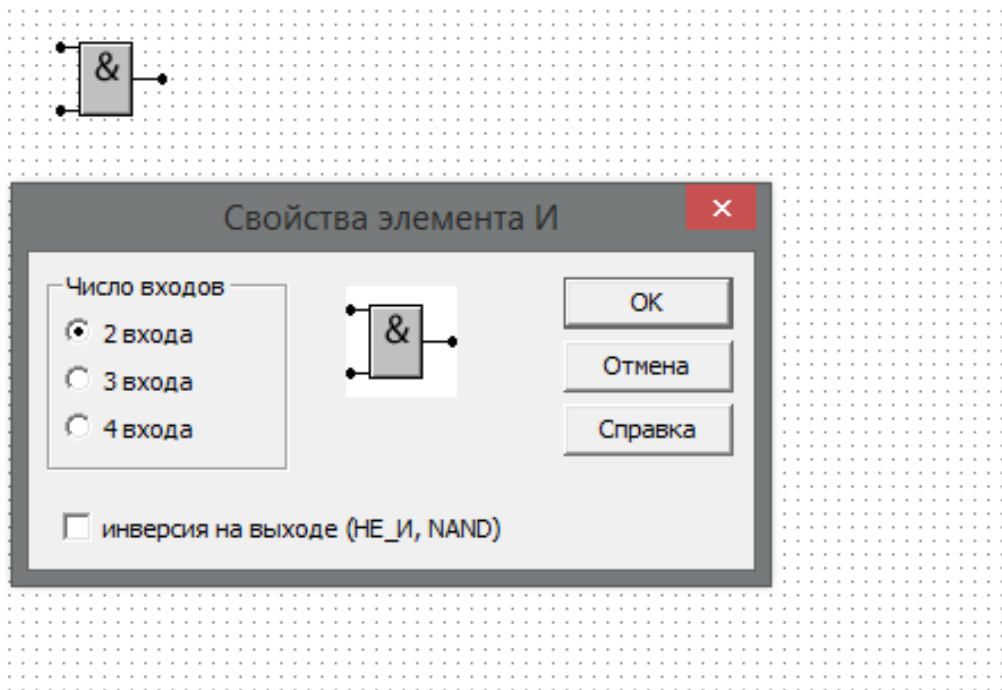 &
Свойства элемента И
Число входов
2 входа
3 входа
4 входа
&
OK
Отмена
Справка
инверсия на выходе (НЕ_И, NAND)